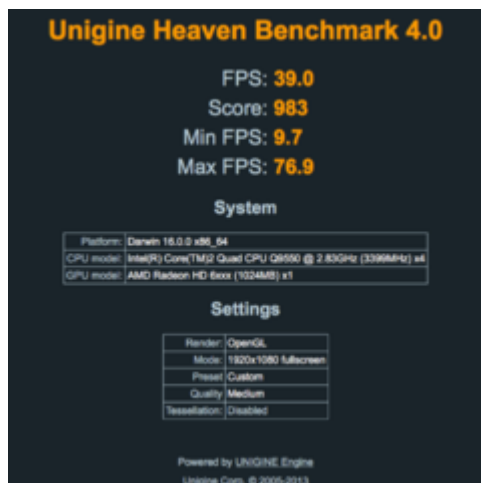 Unigine Heaven Benchmark 4.0
FPS: 39.0
Score: 983
Min FPS: 9.7
Max FPS: 76.9
System
Platform: Darwin 16.0.0 x86_64
CPU model: Intel(R) Core(TM)2 Quad CPU Q9550 @ 2.83GHz (3399MHz) x4
GPU model: AMD Radeon HD 6xxx (1024MB) x1
Settings
Render: OpenGL
Mode: 1920x1080 fullscreen
Preset Custom
Quality Medium
Tessellation: Disabled
Powered by UNIGINE Engine
Unigine Corp. © 2005-2013